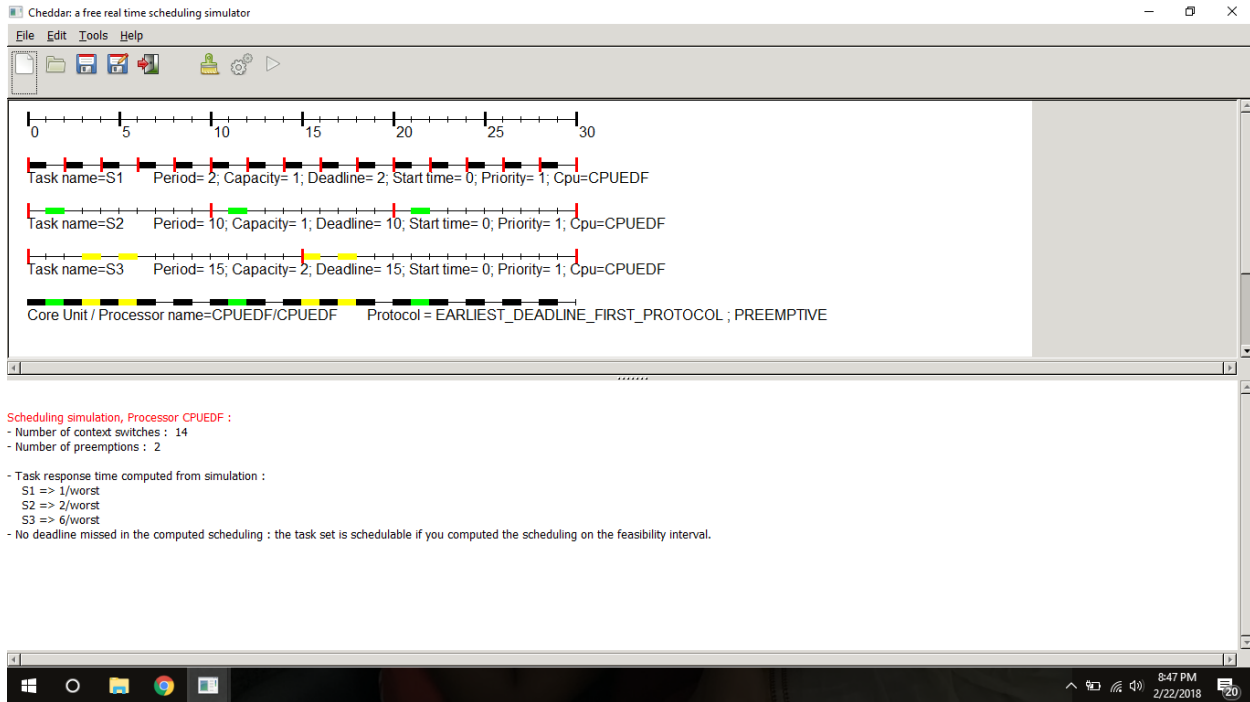 Cheddar: a free real time scheduling simulator
File Edit Tools Help
0 5 10 15 20 25 30
Task name=S1 Period= 2; Capacity= 1; Deadline= 2; Start time= 0; Priority= 1; Cpu=CPUEDF
Task name=S2 Period= 10; Capacity= 1; Deadline= 10; Start time= 0; Priority= 1; Cpu=CPUEDF
Task name=S3 Period= 15; Capacity= 2; Deadline= 15; Start time= 0; Priority= 1; Cpu=CPUEDF
Core Unit / Processor name=CPUEDF/CPUEDF Protocol = EARLIEST_DEADLINE_FIRST_PROTOCOL ; PREEMPTIVE
Scheduling simulation, Processor CPUEDF :
- Number of context switches : 14
- Number of preemptions : 2
- Task response time computed from simulation :
S1 => 1/worst
S2 => 2/worst
S3 => 6/worst
- No deadline missed in the computed scheduling : the task set is schedulable if you computed the scheduling on the feasibility interval.
8:47 PM
2/22/2018
20